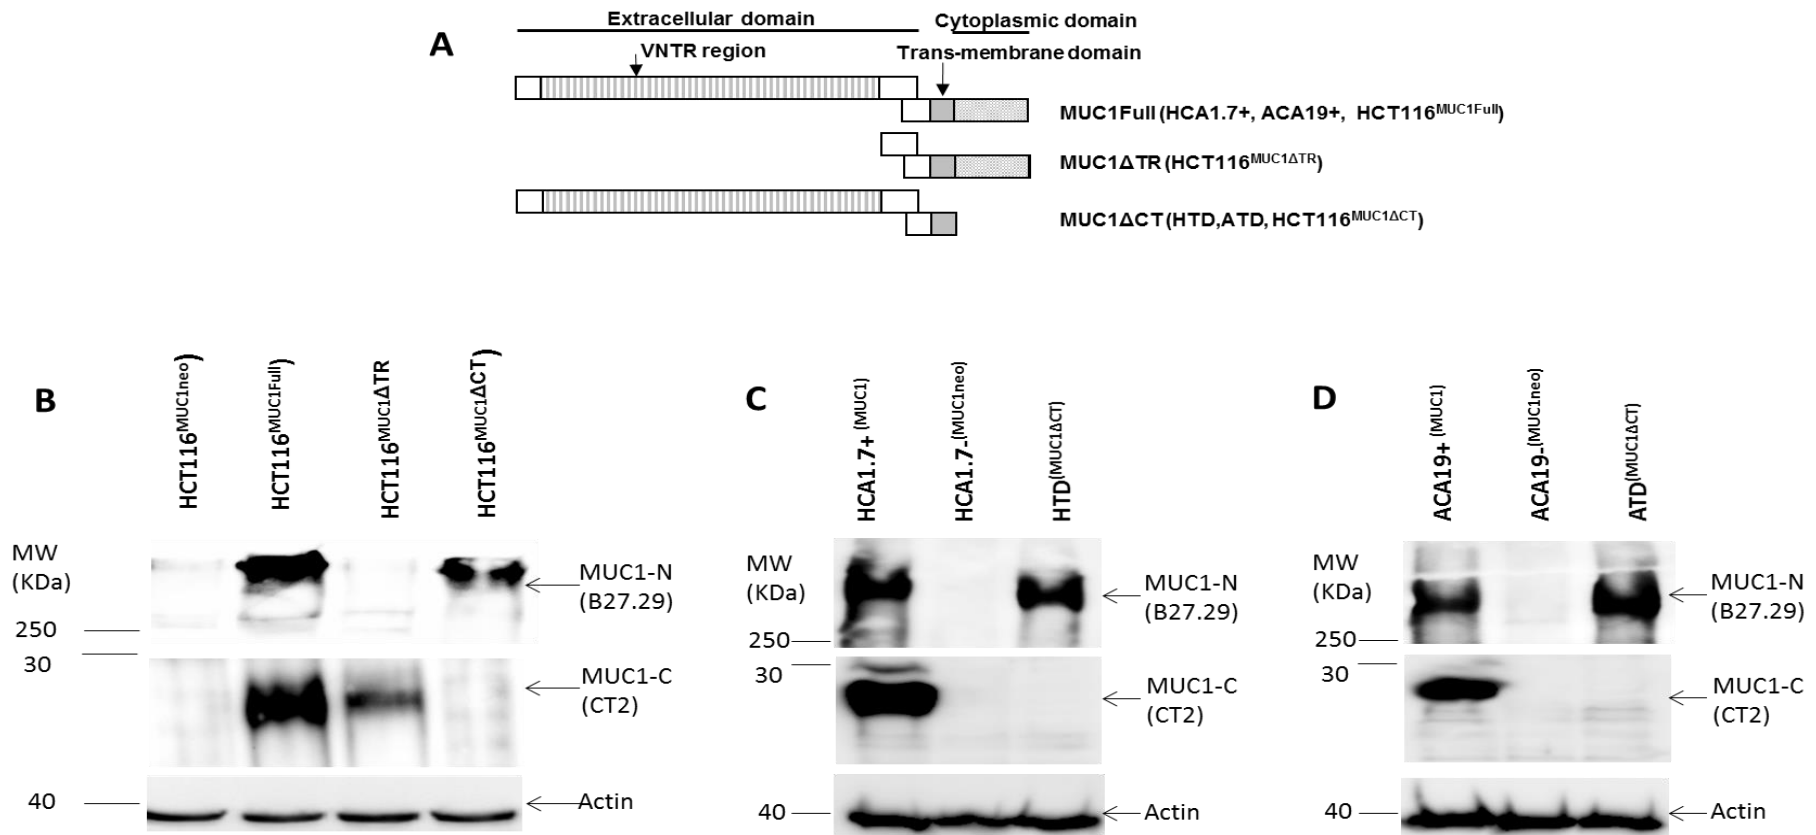 A
Extracellular domain
Cytoplasmic domain
VNTR region
Trans-membrane domain
MUC1Full (HCA1.7+, ACA19+, HCT116MUC1Full)
MUC1ΔTR (HCT116MUC1ΔTR)
MUC1ΔCT (HTD,ATD, HCT116MUC1ΔCT)
B
HCT116MUC1neo)
HCT116MUC1Full)
HCT116MUC1ΔTR
HCT116MUC1ΔCT)
MW
(KDa)
250
30
40
MUC1-N
(B27.29)
MUC1-C
(CT2)
Actin
C
HCA1.7+ (MUC1)
HCA1.7-(MUC1neo)
HTD(MUC1ΔCT)
MW
(KDa)
250
30
40
MUC1-N
(B27.29)
MUC1-C
(CT2)
Actin
D
ACA19+ (MUC1)
ACA19-(MUC1neo)
ATD(MUC1ΔCT)
MW
(KDa)
250
30
40
MUC1-N
(B27.29)
MUC1-C
(CT2)
Actin